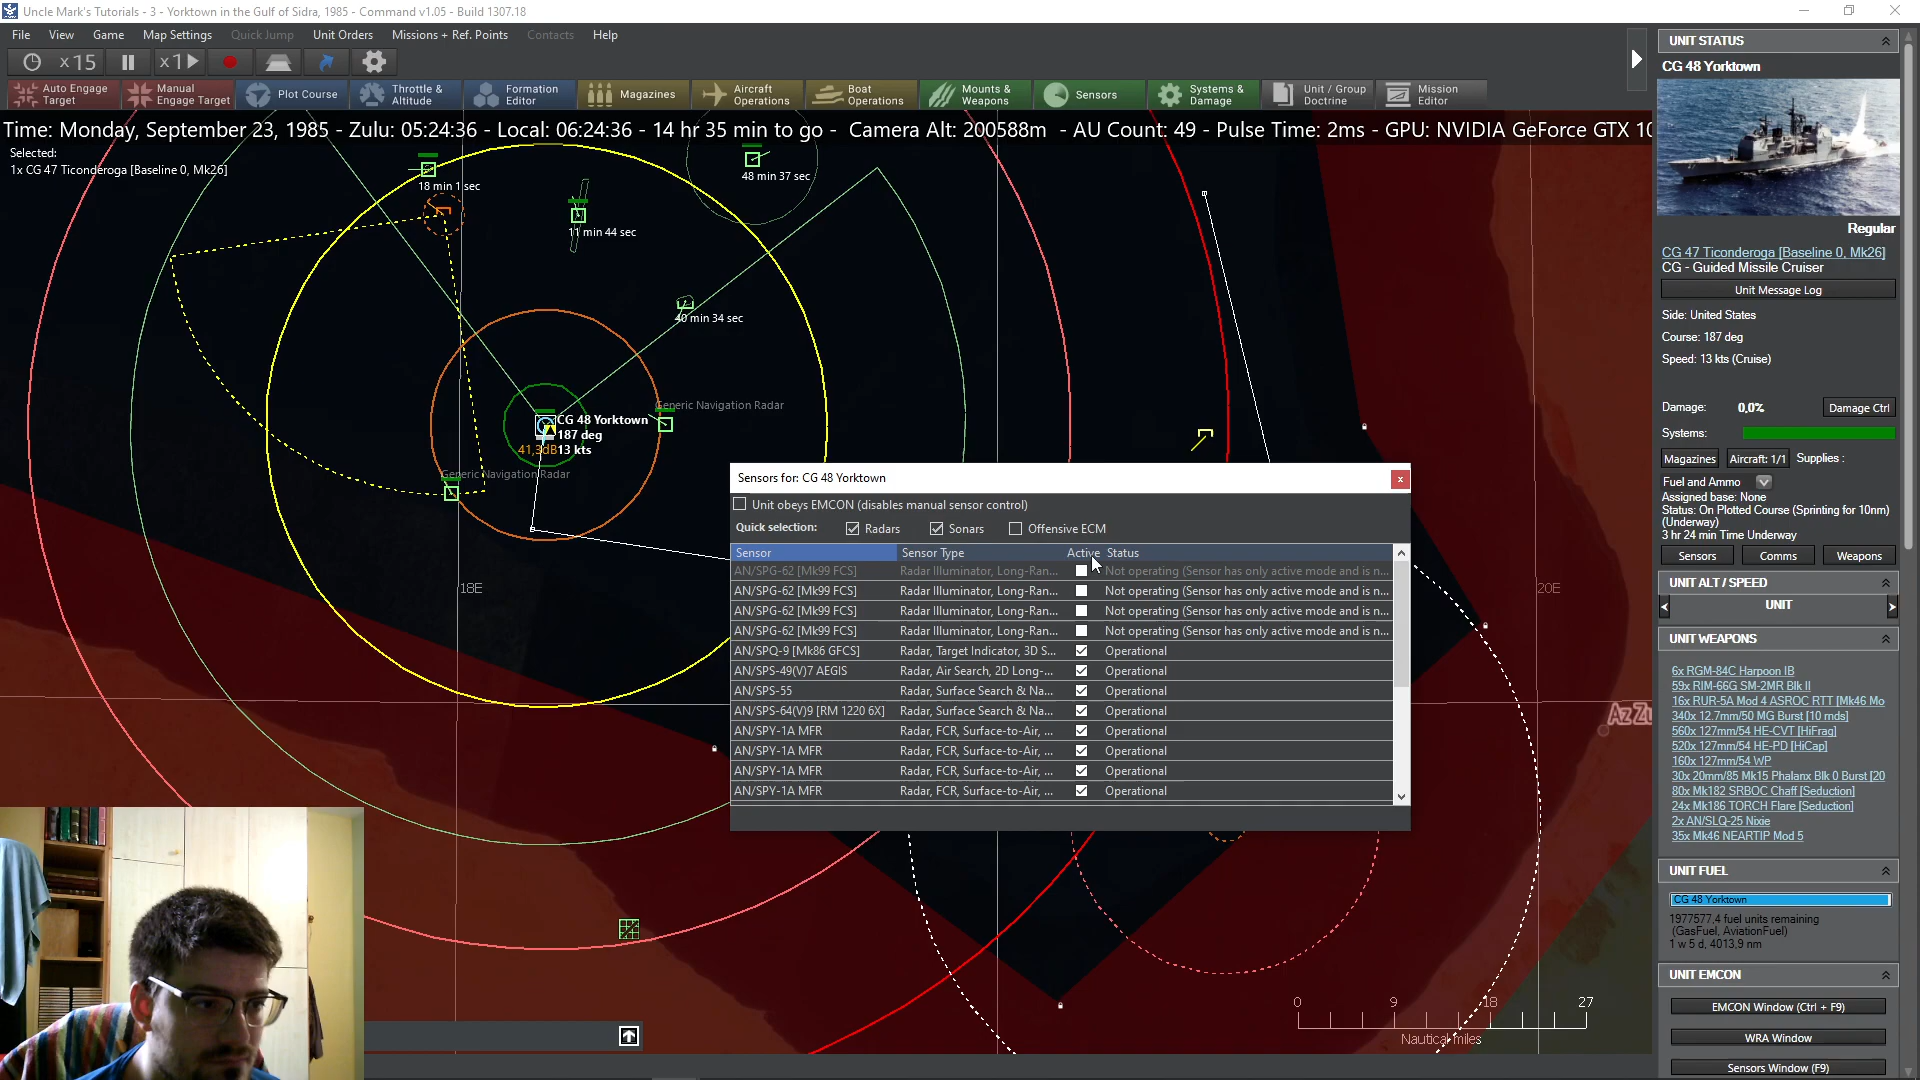 Uncle Mark's Tutorials - 3 - Yorktown in the Gulf of Sidra, 1985 - Command v1.05 - Build 1307.18
File View Game Map Settings Quick Jump Unit Orders Missions + Ref. Points Contacts Help
x 15 x 1
Auto Engage Target
Manual Engage Target
Plot Course
Throttle & Altitude
Formation Editor
Magazines
Aircraft Operations
Boat Operations
Mounts & Weapons
Sensors
Systems & Damage
Unit / Group Doctrine
Mission Editor
Time: Monday, September 23, 1985 - Zulu: 05:24:36 - Local: 06:24:36 - 14 hr 35 min to go - Camera Alt: 200588m - AU Count: 49 - Pulse Time: 2ms - GPU: NVIDIA GeForce GTX 10
Selected:
1x CG 47 Ticonderoga [Baseline 0, Mk26]
18 min 1 sec
48 min 37 sec
11 min 44 sec
40 min 34 sec
Generic Navigation Radar
CG 48 Yorktown
187 deg
41,3dB 13 kts
Generic Navigation Radar
18E
20E
Az Zu
Sensors for: CG 48 Yorktown
x
Unit obeys EMCON (disables manual sensor control)
Quick selection: Radars Sonars Offensive ECM
Sensor Sensor Type Active Status
AN/SPG-62 [Mk99 FCS] Radar Illuminator, Long-Ran... Not operating (Sensor has only active mode and is n...
AN/SPG-62 [Mk99 FCS] Radar Illuminator, Long-Ran... Not operating (Sensor has only active mode and is n...
AN/SPG-62 [Mk99 FCS] Radar Illuminator, Long-Ran... Not operating (Sensor has only active mode and is n...
AN/SPG-62 [Mk99 FCS] Radar Illuminator, Long-Ran... Not operating (Sensor has only active mode and is n...
AN/SPQ-9 [Mk86 GFCS] Radar, Target Indicator, 3D S... Operational
AN/SPS-49(V)7 AEGIS Radar, Air Search, 2D Long-... Operational
AN/SPS-55 Radar, Surface Search & Na... Operational
AN/SPS-64(V)9 [RM 1220 6X] Radar, Surface Search & Na... Operational
AN/SPY-1A MFR Radar, FCR, Surface-to-Air, ... Operational
AN/SPY-1A MFR Radar, FCR, Surface-to-Air, ... Operational
AN/SPY-1A MFR Radar, FCR, Surface-to-Air, ... Operational
AN/SPY-1A MFR Radar, FCR, Surface-to-Air, ... Operational
0 9 18 27
Nautical miles
UNIT STATUS
CG 48 Yorktown
Regular
CG 47 Ticonderoga [Baseline 0, Mk26]
CG - Guided Missile Cruiser
Unit Message Log
Side: United States
Course: 187 deg
Speed: 13 kts (Cruise)
Damage: 0,0% Damage Ctrl
Systems:
Magazines Aircraft: 1/1 Supplies :
Fuel and Ammo
Assigned base: None
Status: On Plotted Course (Sprinting for 10nm)
(Underway)
3 hr 24 min Time Underway
Sensors Comms Weapons
UNIT ALT / SPEED
UNIT
UNIT WEAPONS
6x RGM-84C Harpoon IB
59x RIM-66G SM-2MR Blk II
16x RUR-5A Mod 4 ASROC RTT [Mk46 Mo
340x 12.7mm/50 MG Burst [10 rnds]
560x 127mm/54 HE-CVT [HiFrag]
520x 127mm/54 HE-PD [HiCap]
160x 127mm/54 WP
30x 20mm/85 Mk15 Phalanx Blk 0 Burst [20
80x Mk182 SRBOC Chaff [Seduction]
24x Mk186 TORCH Flare [Seduction]
2x AN/SLQ-25 Nixie
35x Mk46 NEARTIP Mod 5
UNIT FUEL
CG 48 Yorktown
1977577,4 fuel units remaining
(GasFuel, AviationFuel)
1 w 5 d, 4013,9 nm
UNIT EMCON
EMCON Window (Ctrl + F9)
WRA Window
Sensors Window (F9)